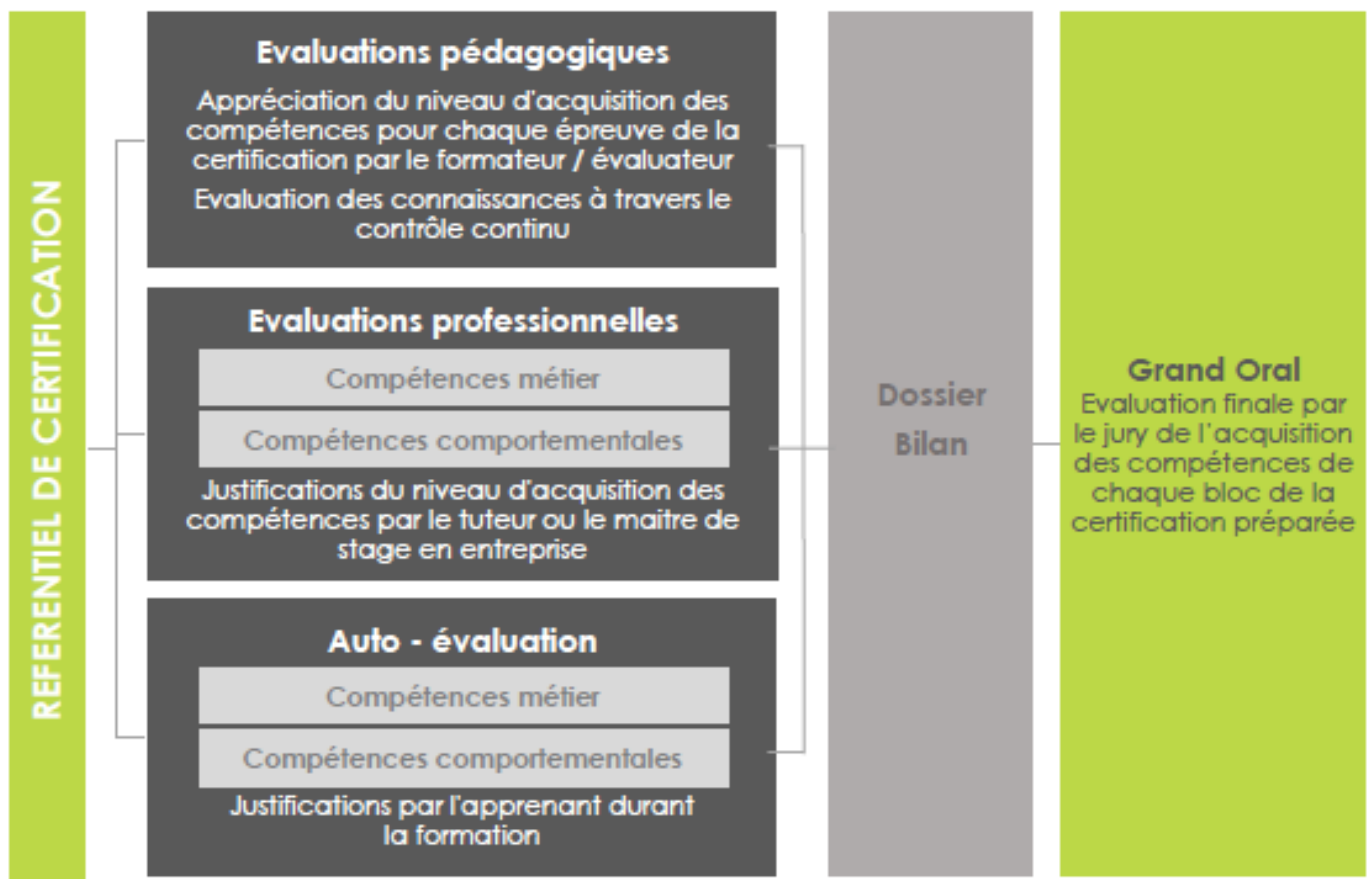 REFERENTIEL DE CERTIFICATION
Evaluations pédagogiques
Appréciation du niveau d'acquisition des
compétences pour chaque épreuve de la
certification par le formateur / évaluateur
Evaluation des connaissances à travers le
contrôle continu
Evaluations professionnelles
Compétences métier
Compétences comportementales
Justifications du niveau d'acquisition des
compétences par le tuteur ou le maitre de
stage en entreprise
Auto - évaluation
Compétences métier
Compétences comportementales
Justifications par l'apprenant durant
la formation
Dossier
Bilan
Grand Oral
Evaluation finale par
le jury de l'acquisition
des compétences de
chaque bloc de la
certification préparée